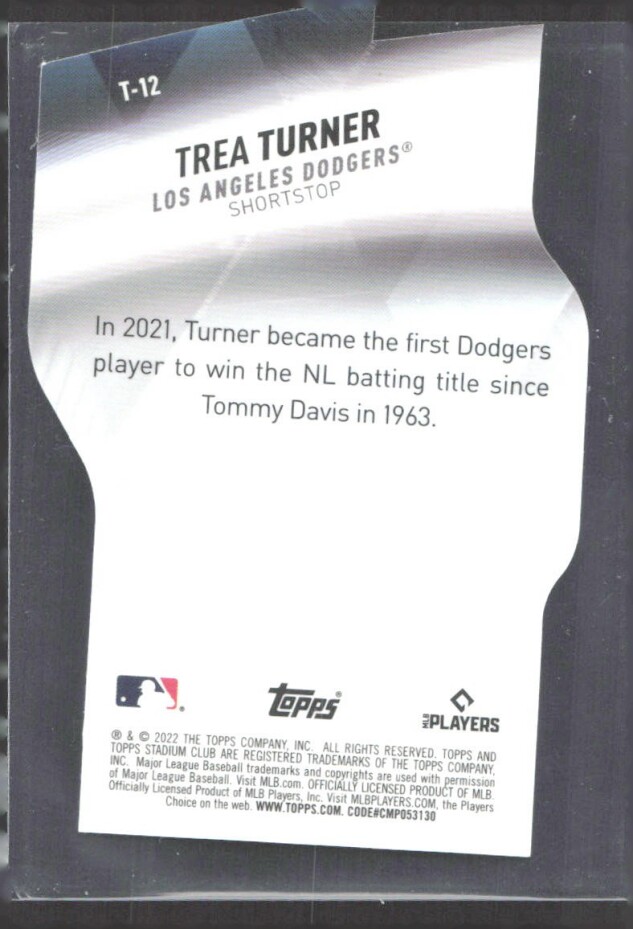 T-12
TREA TURNER
LOS ANGELES DODGERS®
SHORTSTOP
In 2021, Turner became the first Dodgers
player to win the NL batting title since
Tommy Davis in 1963.
®
topps®
MLB PLAYERS
® & © 2022 THE TOPPS COMPANY, INC. ALL RIGHTS RESERVED. TOPPS AND
TOPPS STADIUM CLUB ARE REGISTERED TRADEMARKS OF THE TOPPS COMPANY,
INC. Major League Baseball trademarks and copyrights are used with permission
of Major League Baseball. Visit MLB.com. OFFICIALLY LICENSED PRODUCT OF MLB.
Officially Licensed Product of MLB Players, Inc. Visit MLBPLAYERS.COM, the Players
Choice on the web. WWW.TOPPS.COM. CODE#CMP053130